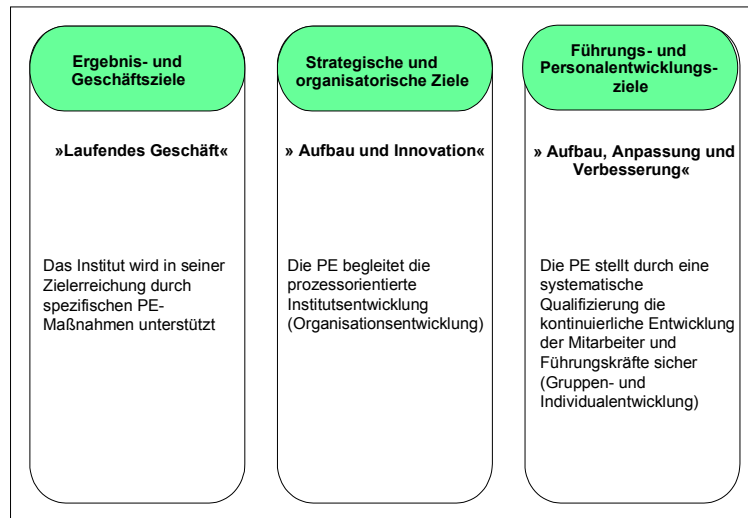 Ergebnis- und
Geschäftsziele
»Laufendes Geschäft«
Das Institut wird in seiner
Zielerreichung durch
spezifischen PE-
Maßnahmen unterstützt
Strategische und
organisatorische Ziele
» Aufbau und Innovation«
Die PE begleitet die
prozessorientierte
Institutsentwicklung
(Organisationsentwicklung)
Führungs- und
Personalentwicklungs-
ziele
» Aufbau, Anpassung und
Verbesserung«
Die PE stellt durch eine
systematische
Qualifizierung die
kontinuierliche Entwicklung
der Mitarbeiter und
Führungskräfte sicher
(Gruppen- und
Individualentwicklung)